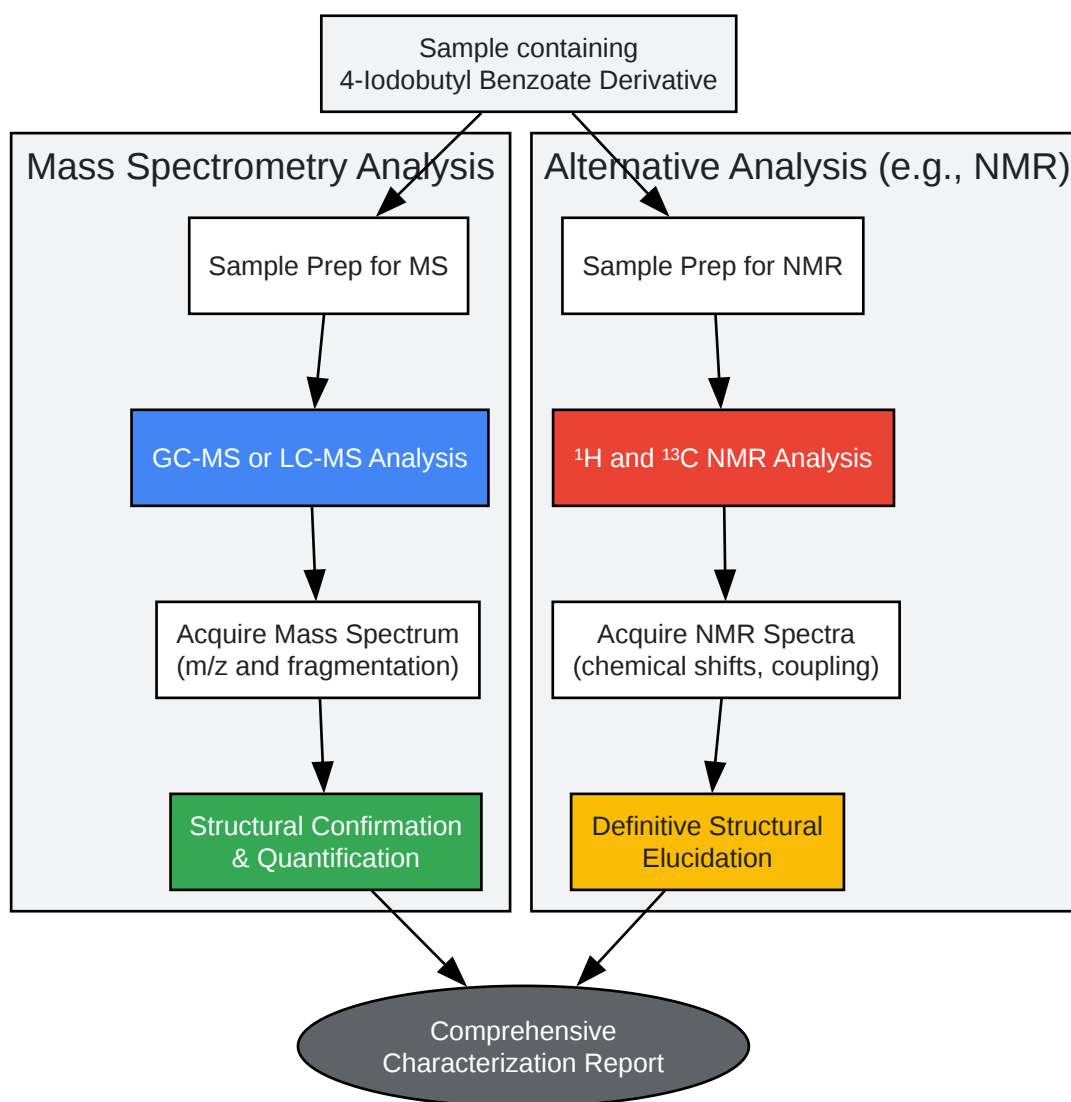 Sample containing
4-Iodobutyl Benzoate Derivative
Mass Spectrometry Analysis
Sample Prep for MS
GC-MS or LC-MS Analysis
Acquire Mass Spectrum
(m/z and fragmentation)
Structural Confirmation
& Quantification
Alternative Analysis (e.g., NMR)
Sample Prep for NMR
¹H and ¹³C NMR Analysis
Acquire NMR Spectra
(chemical shifts, coupling)
Definitive Structural
Elucidation
Comprehensive
Characterization Report